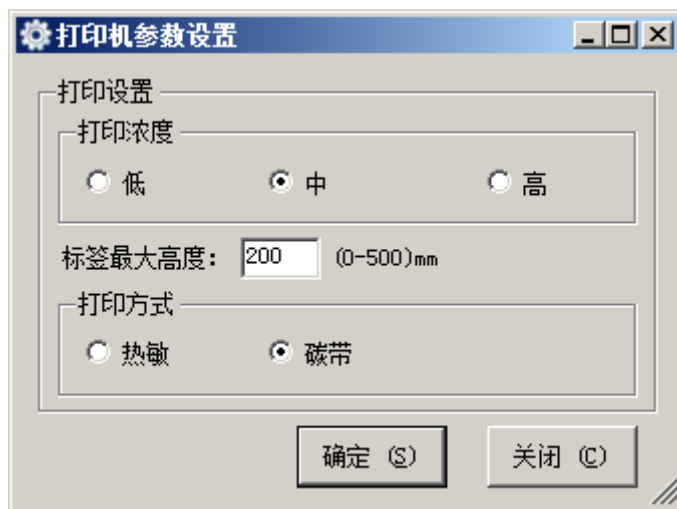 打印机参数设置
打印设置
打印浓度
低 中 高
标签最大高度: 200 (0-500)mm
打印方式
热敏 碳带
确定 (S) 关闭 (C)